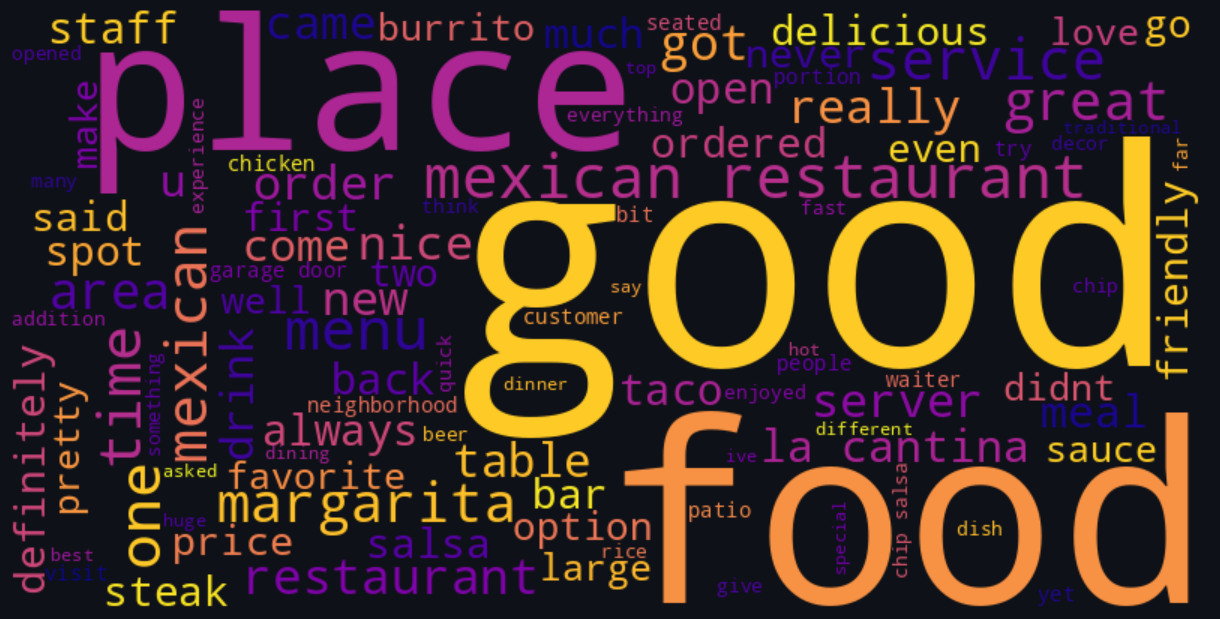 staff
place
came
burrito
much
seated
got
delicious
love
go
opened
top
never
portion
service
make
experience
everything
open
really
great
traditional
chicken
ordered
even
try
decor
far
many
u
order
mexican restaurant
said
first
think
bit
fast
friendly
spot
come
nice
good
mexican
garage door
two
say
chip
area
well
new
customer
addition
menu
definitely
time
something
drink
back
quick
dinner
hot
people
taco
enjoyed
waiter
didnt
pretty
neighborhood
server
meal
always
beer
different
dining
table
ive
la cantina
sauce
one
asked
favorite
margarita
bar
food
huge
option
patio
special
chip salsa
dish
price
salsa
rice
best
visit
restaurant
large
steak
give
yet